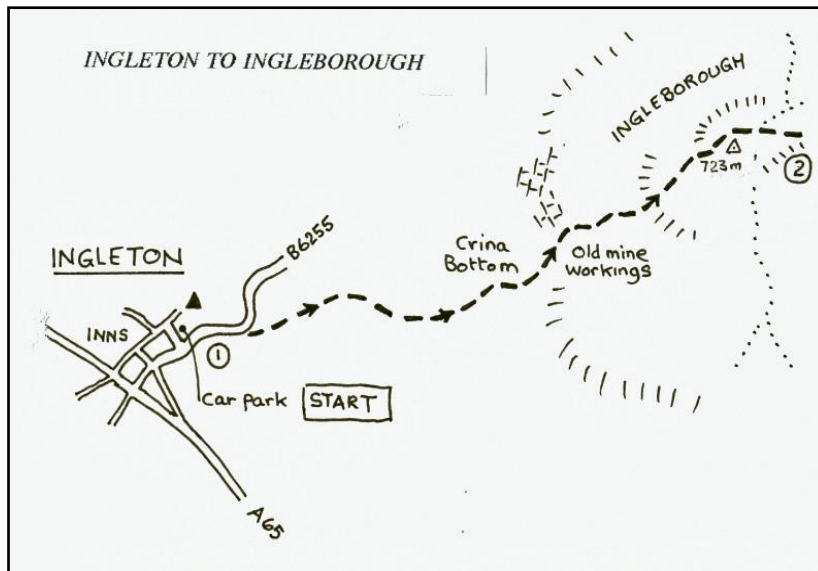 INGLETON TO INGLEBOROUGH
INGLEBOROUGH
723m
2
B6255
INGLETON
Crina
Bottom
Old mine
workings
INNS
1
Car park START
A65